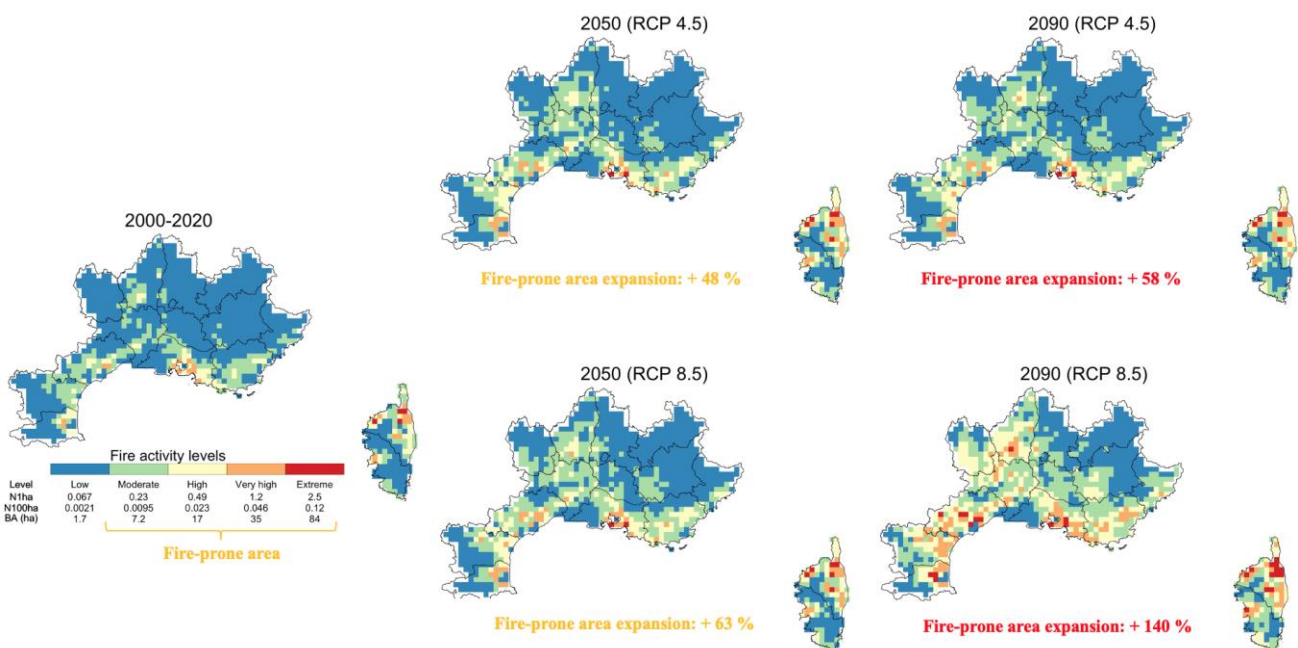 2050 (RCP 4.5)
2090 (RCP 4.5)
2000-2020
Fire-prone area expansion: + 48 %
Fire-prone area expansion: + 58 %
2050 (RCP 8.5)
2090 (RCP 8.5)
Fire activity levels
Level Low Moderate High Very high Extreme
N1ha 0.067 0.23 0.49 1.2 2.5
N100ha 0.0021 0.0095 0.023 0.046 0.12
BA (ha) 1.7 7.2 17 35 84
Fire-prone area
Fire-prone area expansion: + 63 %
Fire-prone area expansion: + 140 %